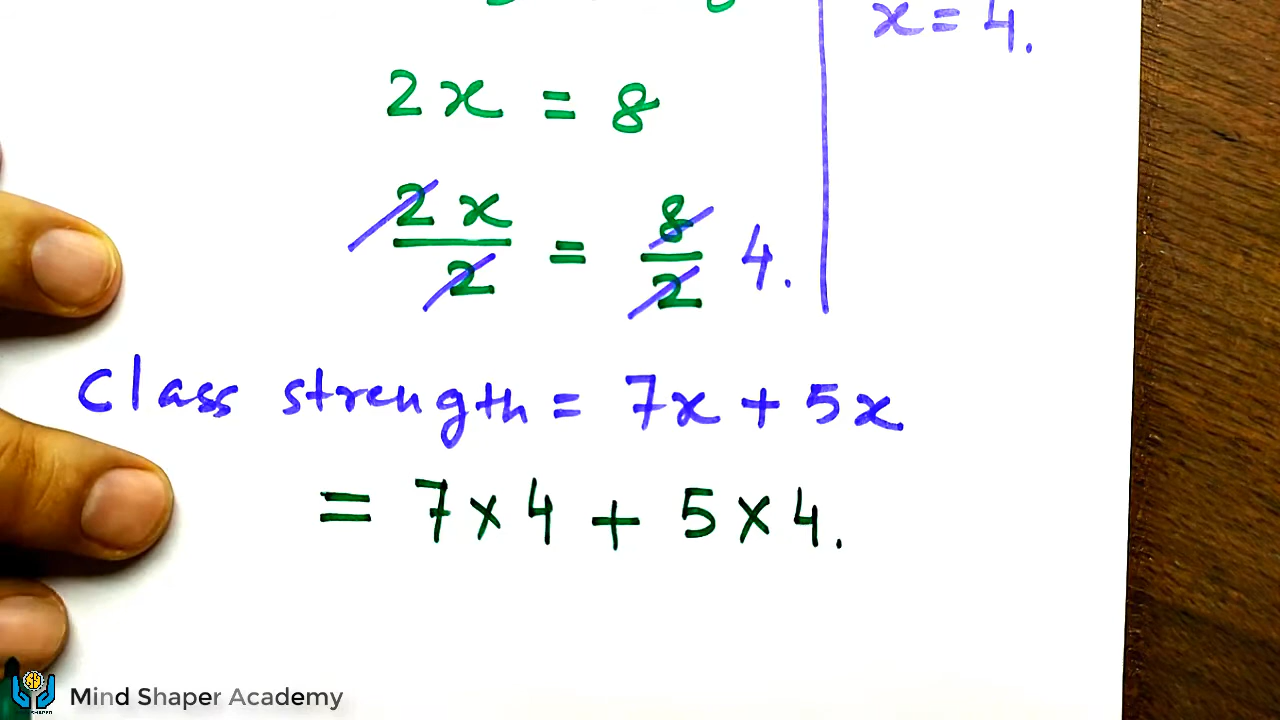 x = 4.
2x = 8
2x/2 = 8/2 4.
Class strength = 7x + 5x
= 7 × 4 + 5 × 4.
Mind Shaper Academy